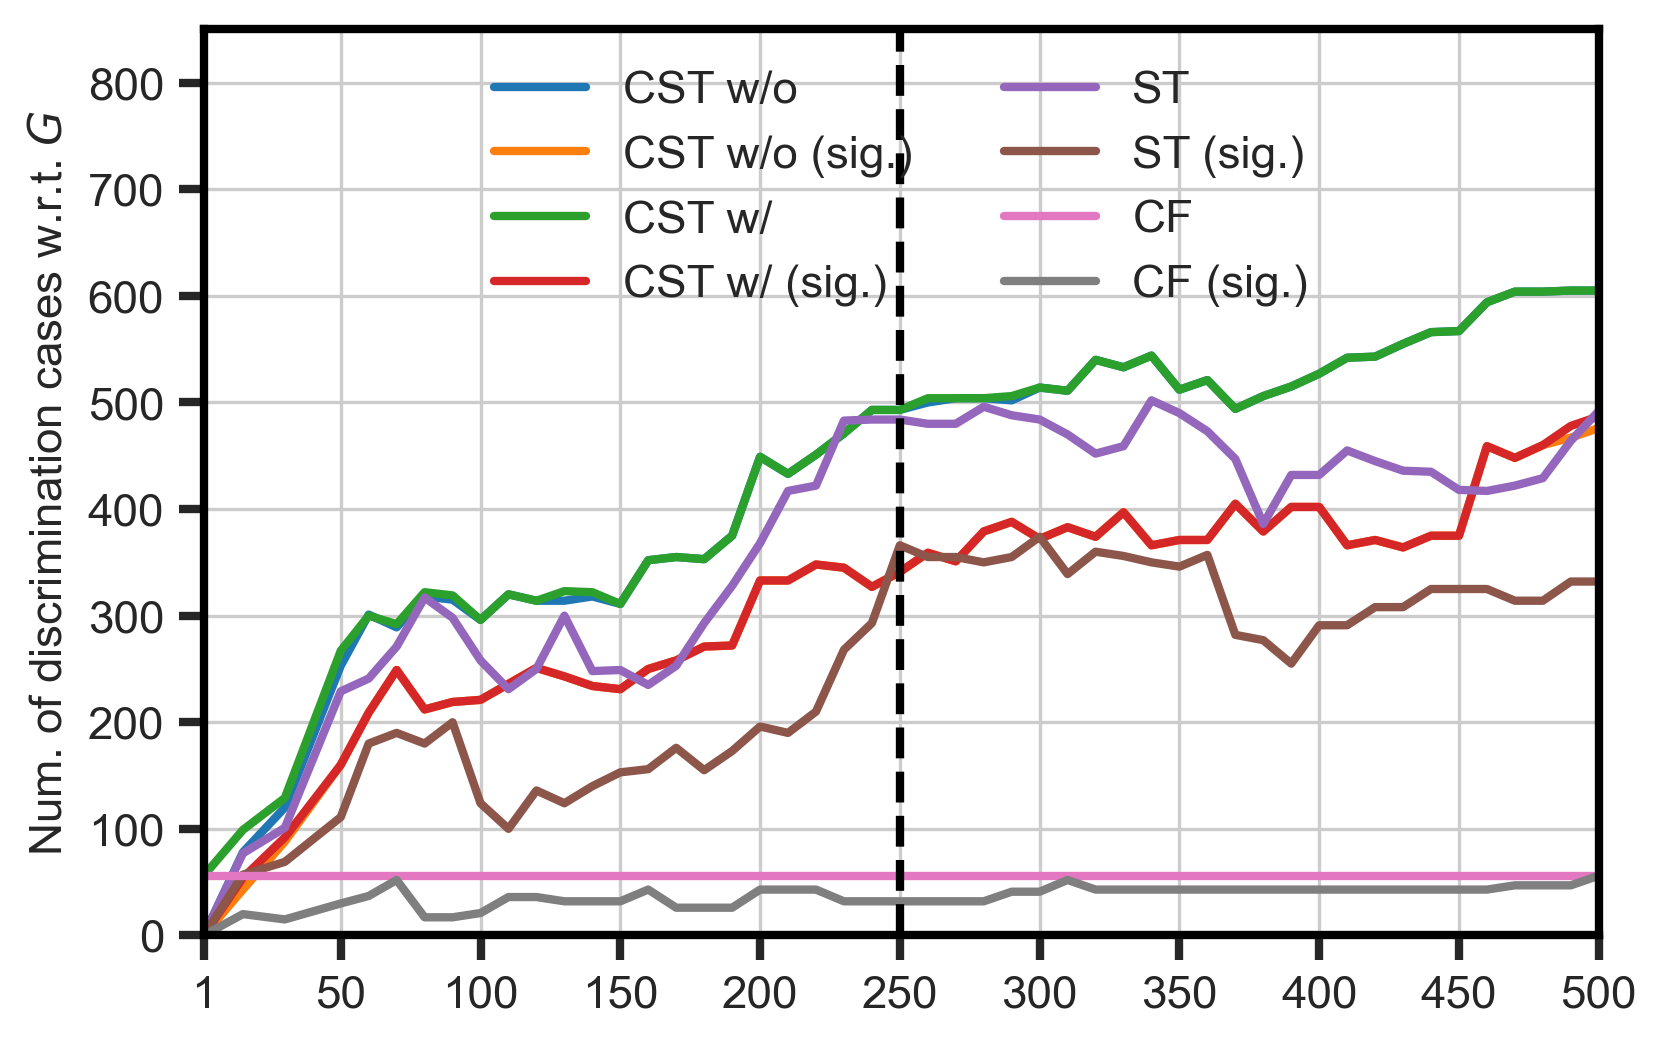 Num. of discrimination cases w.r.t. G
800
700
600
500
400
300
200
100
0
CST w/o
CST w/o (sig.)
CST w/
CST w/ (sig.)
ST
ST (sig.)
CF
CF (sig.)
1 50 100 150 200 250 300 350 400 450 500